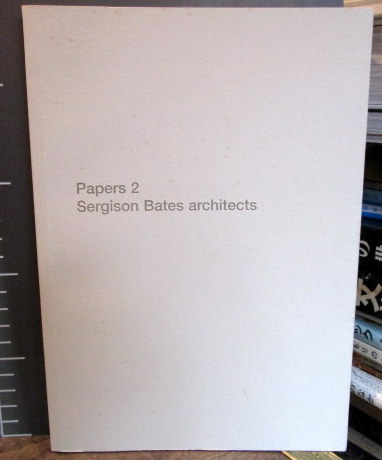 Papers 2
Sergison Bates architects